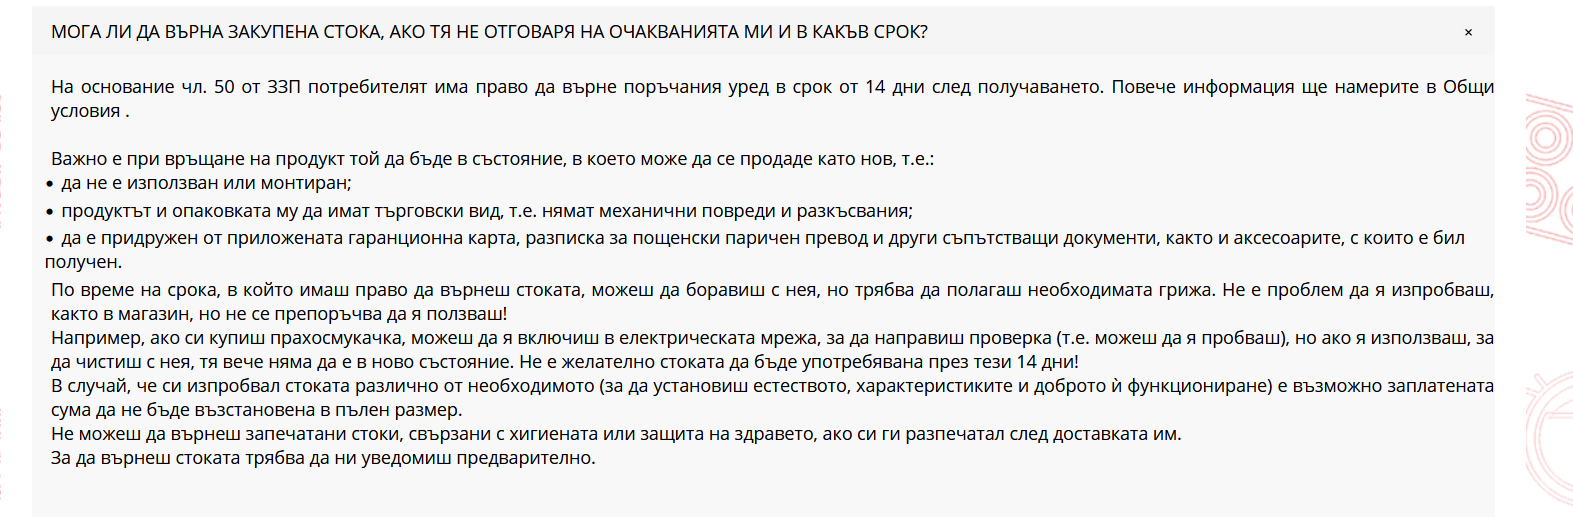 МОГА ЛИ ДА ВЪРНА ЗАКУПЕНА СТОКА, АКО ТЯ НЕ ОТГОВАРЯ НА ОЧАКВАНИЯТА МИ И В КАКЪВ СРОК? ×
На основание чл. 50 от ЗЗП потребителят има право да върне поръчания уред в срок от 14 дни след получаването. Повече информация ще намерите в Общи
условия .
Важно е при връщане на продукт той да бъде в състояние, в което може да се продаде като нов, т.е.:
• да не е използван или монтиран;
• продуктът и опаковката му да имат търговски вид, т.е. нямат механични повреди и разкъсвания;
• да е придружен от приложената гаранционна карта, разписка за пощенски паричен превод и други съпътстващи документи, както и аксесоарите, с които е бил
получен.
По време на срока, в който имаш право да върнеш стоката, можеш да боравиш с нея, но трябва да полагаш необходимата грижа. Не е проблем да я изпробваш,
както в магазин, но не се препоръчва да я ползваш!
Например, ако си купиш прахосмукачка, можеш да я включиш в електрическата мрежа, за да направиш проверка (т.е. можеш да я пробваш), но ако я използваш, за
да чистиш с нея, тя вече няма да е в ново състояние. Не е желателно стоката да бъде употребявана през тези 14 дни!
В случай, че си изпробвал стоката различно от необходимото (за да установиш естеството, характеристиките и доброто ѝ функциониране) е възможно заплатената
сума да не бъде възстановена в пълен размер.
Не можеш да върнеш запечатани стоки, свързани с хигиената или защита на здравето, ако си ги разпечатал след доставката им.
За да върнеш стоката трябва да ни уведомиш предварително.